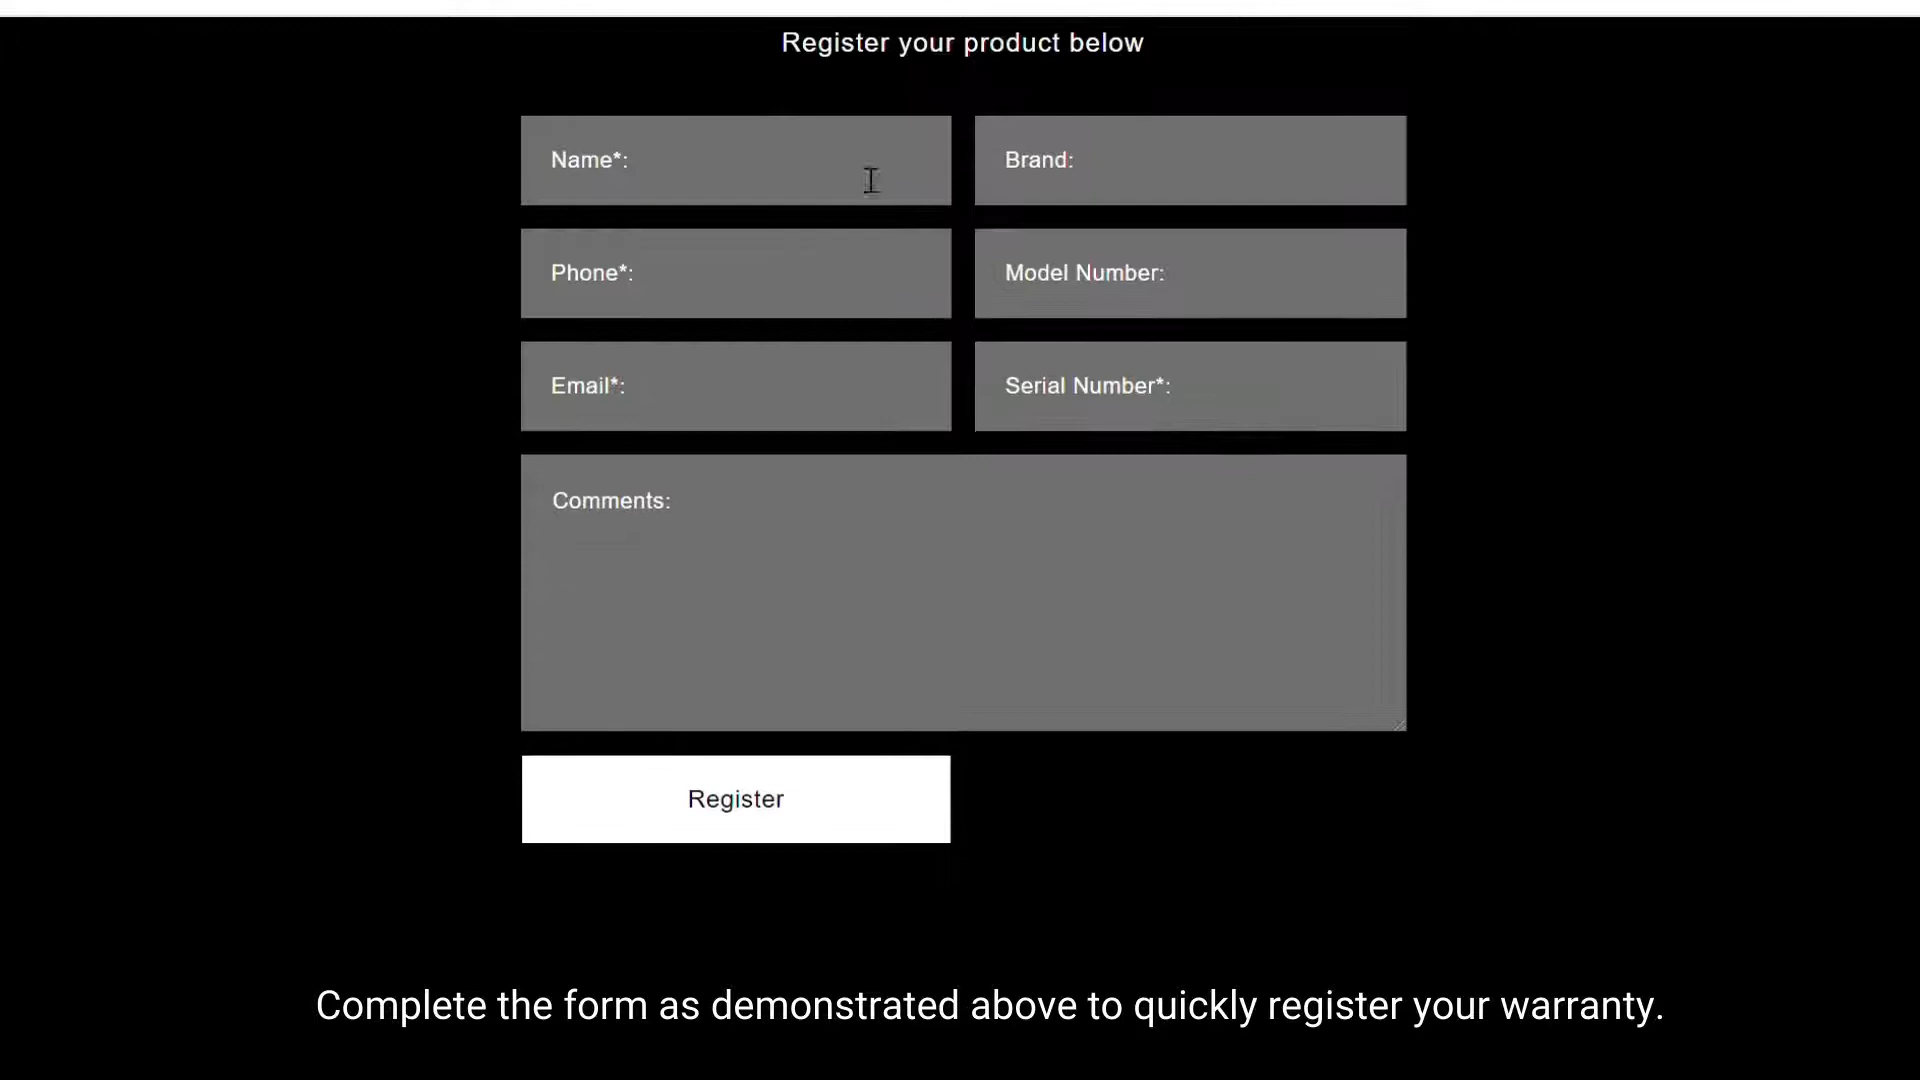 Register your product below
Name*:
Brand:
Phone*:
Model Number:
Email*:
Serial Number*:
Comments:
Register
Complete the form as demonstrated above to quickly register your warranty.